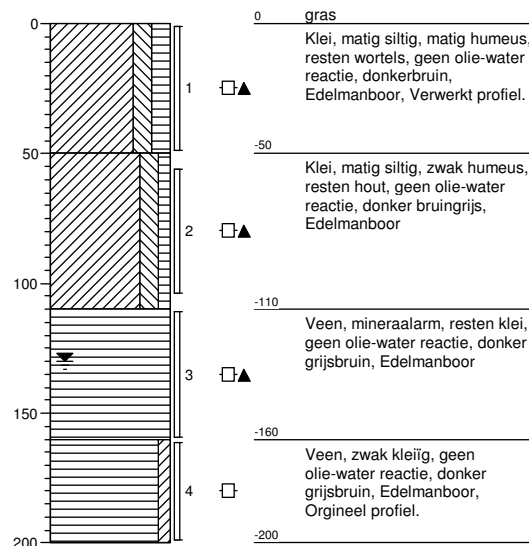 0
50
100
150
200
1
2
3
4
0
gras
Klei, matig siltig, matig humeus,
resten wortels, geen olie-water
reactie, donkerbruin,
Edelmanboor, Verwerkt profiel.
-50
Klei, matig siltig, zwak humeus,
resten hout, geen olie-water
reactie, donker bruingrijs,
Edelmanboor
-110
Veen, mineraalarm, resten klei,
geen olie-water reactie, donker
grijsbruin, Edelmanboor
-160
Veen, zwak kleiïg, geen
olie-water reactie, donker
grijsbruin, Edelmanboor,
Orgineel profiel.
-200